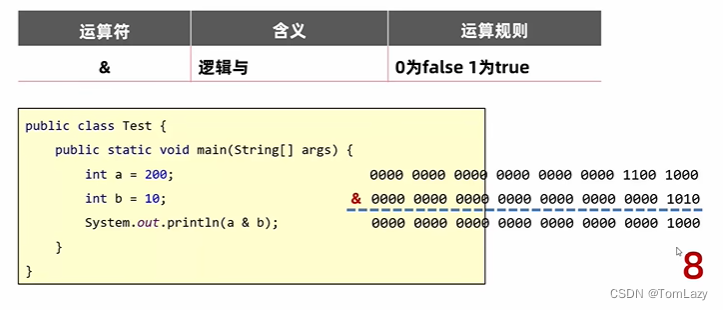 运算符 含义 运算规则
& 逻辑与 0为false 1为true
public class Test {
public static void main(String[] args) {
int a = 200; 0000 0000 0000 0000 0000 0000 1100 1000
int b = 10; & 0000 0000 0000 0000 0000 0000 0000 1010
System.out.println(a & b); 0000 0000 0000 0000 0000 0000 0000 1000
}
}
8
CSDN @TomLazy